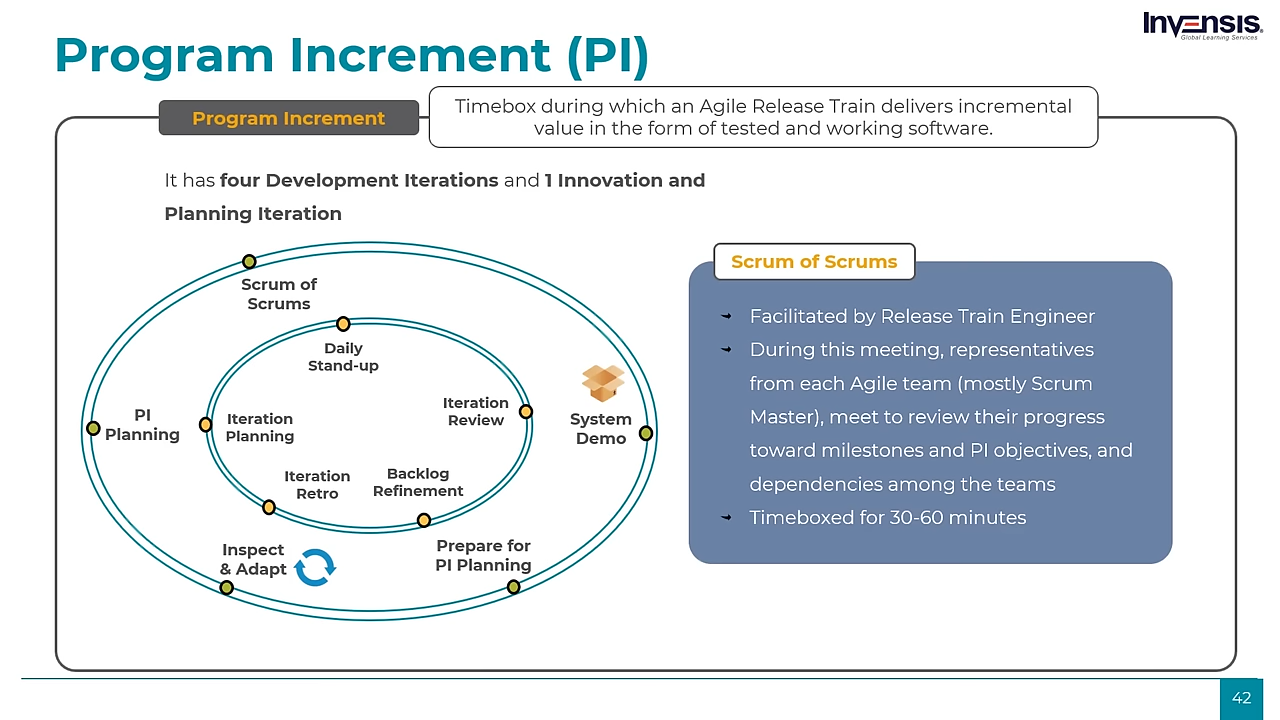 Invensis
Global Learning Services
Program Increment (PI)
Program Increment
Timebox during which an Agile Release Train delivers incremental
value in the form of tested and working software.
It has four Development Iterations and 1 Innovation and
Planning Iteration
Scrum of
Scrums
Daily
Stand-up
Iteration
Review
System
Demo
PI
Planning
Iteration
Planning
Iteration
Retro
Backlog
Refinement
Inspect
& Adapt
Prepare for
PI Planning
Scrum of Scrums
Facilitated by Release Train Engineer
During this meeting, representatives
from each Agile team (mostly Scrum
Master), meet to review their progress
toward milestones and PI objectives, and
dependencies among the teams
Timeboxed for 30-60 minutes
42